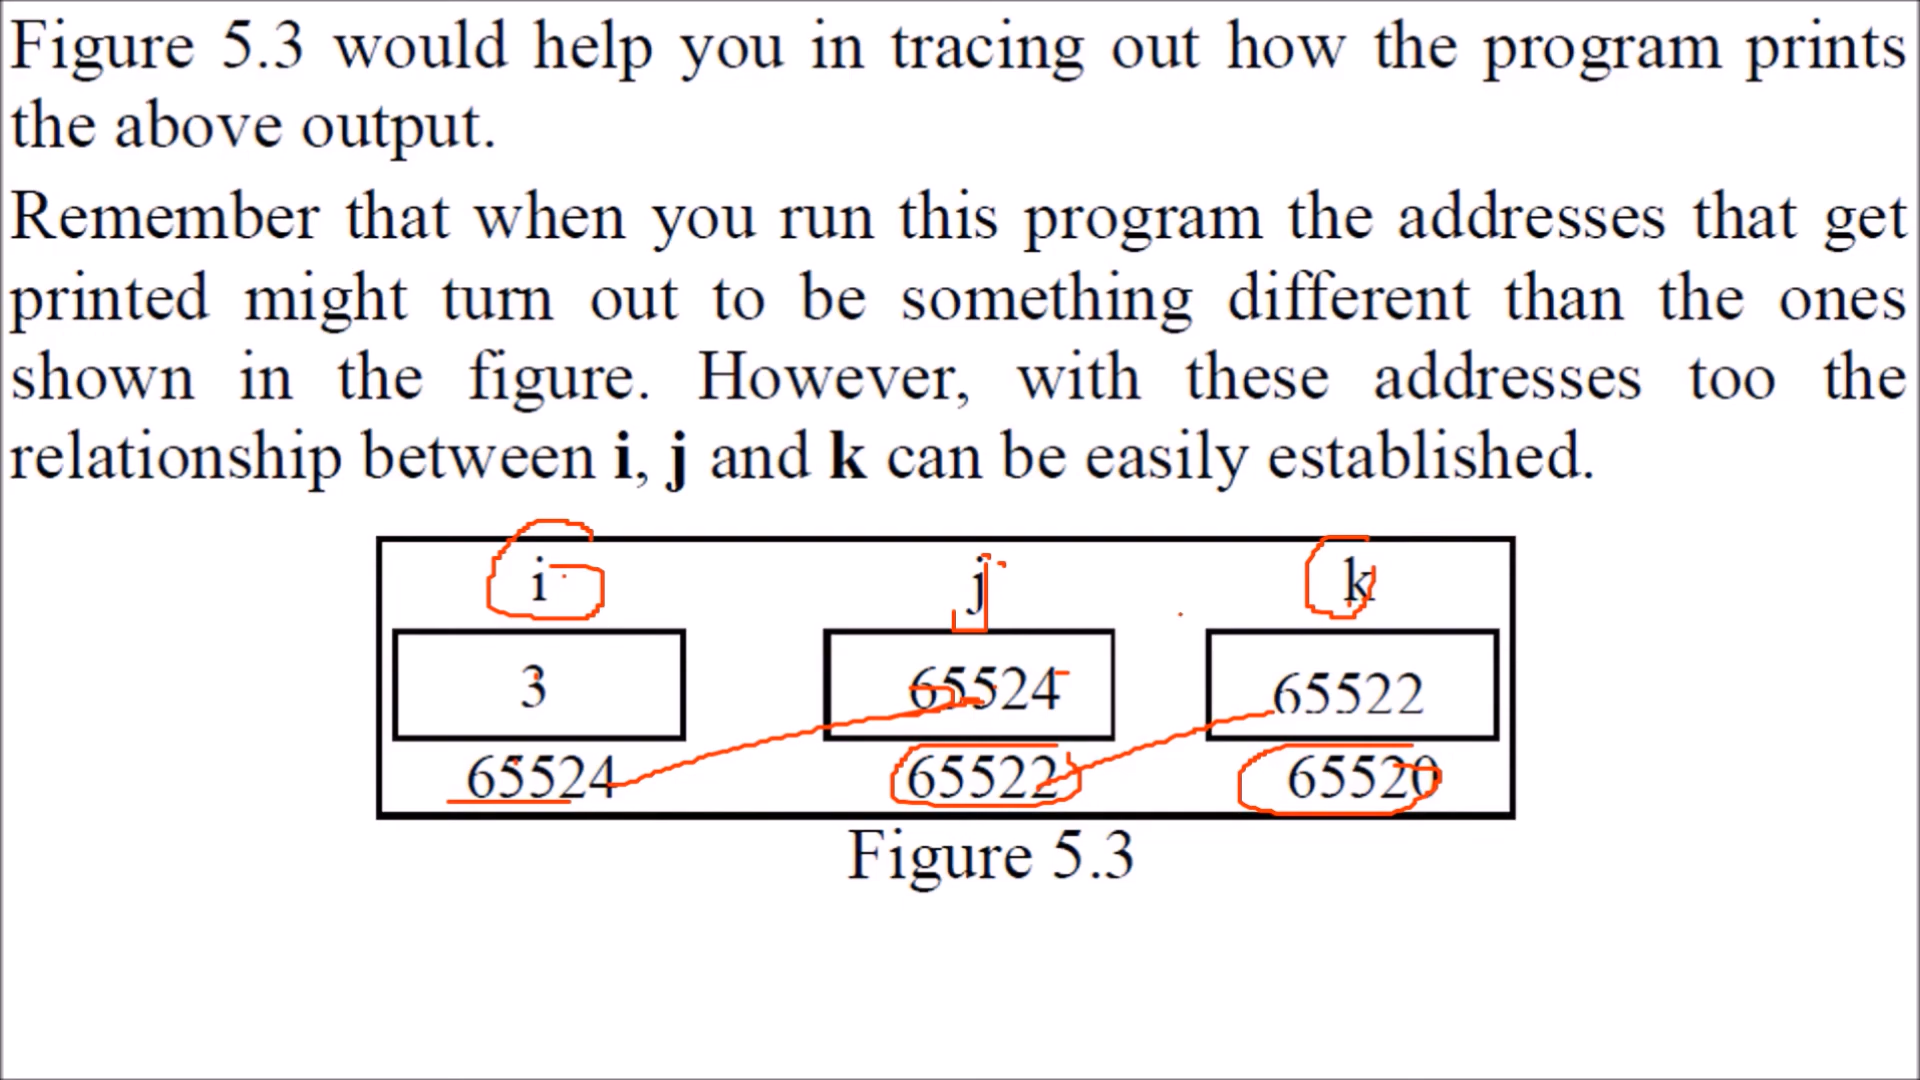 Figure 5.3 would help you in tracing out how the program prints
the above output.
Remember that when you run this program the addresses that get
printed might turn out to be something different than the ones
shown in the figure. However, with these addresses too the
relationship between i, j and k can be easily established.
i j k
3 65524 65522
65524 65522 65520
Figure 5.3